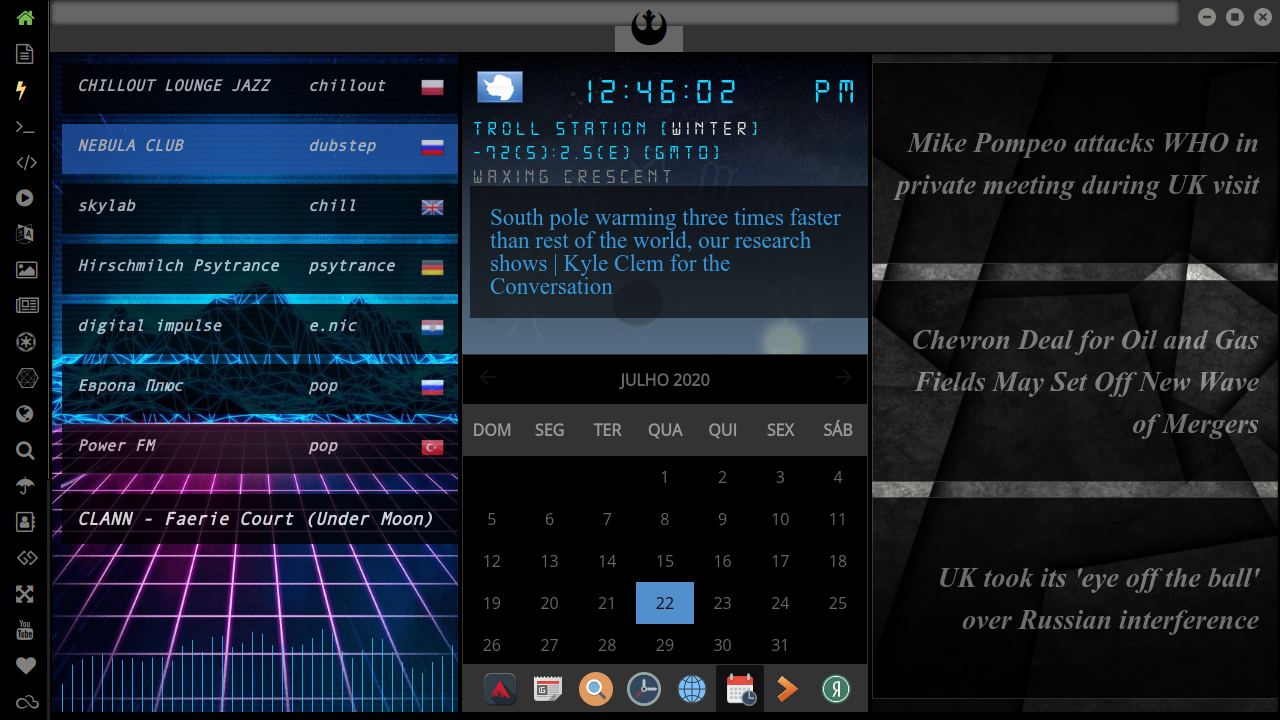 CHILLOUT LOUNGE JAZZ chillout
NEBULA CLUB dubstep
skylab chill
Hirschmilch Psytrance psytrance
digital impulse e.nic
Европа Плюс pop
Power FM pop
CLANN - Faerie Court (Under Moon)
12:46:02 PM
TROLL STATION (WINTER)
-72(S):2.5(E) (GMT0)
WAXING CRESCENT
South pole warming three times faster
than rest of the world, our research
shows | Kyle Clem for the
Conversation
JULHO 2020
DOM SEG TER QUA QUI SEX SÁB
1 2 3 4
5 6 7 8 9 10 11
12 13 14 15 16 17 18
19 20 21 22 23 24 25
26 27 28 29 30 31
Mike Pompeo attacks WHO in
private meeting during UK visit
Chevron Deal for Oil and Gas
Fields May Set Off New Wave
of Mergers
UK took its 'eye off the ball'
over Russian interference
You
Tube
Я